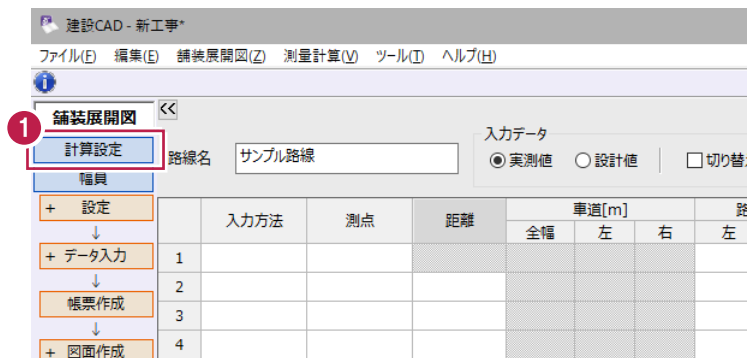 建設CAD - 新工事*
ファイル(F) 編集(E) 舗装展開図(Z) 測量計算(V) ツール(T) ヘルプ(H)
舗装展開図
<<
1
計算設定
幅員
+ 設定
↓
+ データ入力
↓
帳票作成
↓
+ 図面作成
路線名 サンプル路線
入力データ
実測値 設計値 切り替
入力方法 測点 距離 車道[m] 路
全幅 左 右 左
1
2
3
4